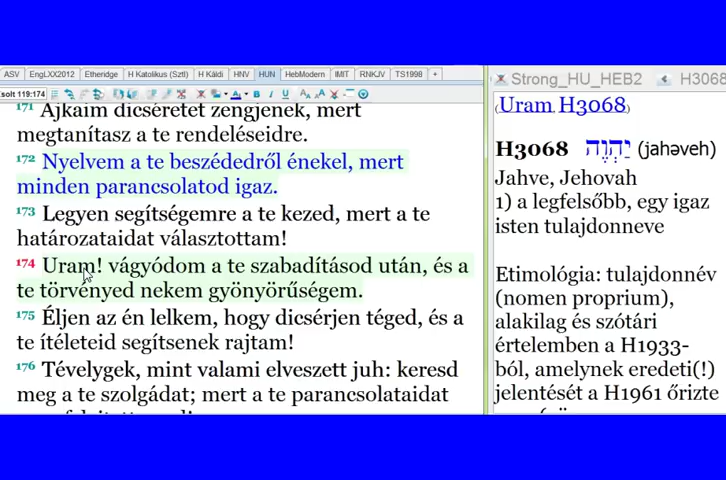 ASV EngLXX2012 Etheridge H Katolikus (Sztl) H Káldi HNV HUN HebModern IMIT RNKJV TS1998 +
Zsolt 119:174
171 Ajkaim dicséretet zengjenek, mert
megtanítasz a te rendeléseidre.
172 Nyelvem a te beszédedről énekel, mert
minden parancsolatod igaz.
173 Legyen segítségemre a te kezed, mert a te
határozataidat választottam!
174 Uram! vágyódom a te szabadításod után, és a
te törvényed nekem gyönyörűségem.
175 Éljen az én lelkem, hogy dicsérjen téged, és a
te ítéleteid segítsenek rajtam!
176 Tévelygek, mint valami elveszett juh: keresd
meg a te szolgádat; mert a te parancsolataidat
Strong_HU_HEB2 H3068
(Uram H3068)
H3068 יַהְוֶה (jahəveh)
Jahve, Jehovah
1) a legfelsőbb, egy igaz
isten tulajdonneve
Etimológia: tulajdonnév
(nomen proprium),
alakilag és szótári
értelemben a H1933-
ból, amelynek eredeti(!)
jelentését a H1961 őrizte